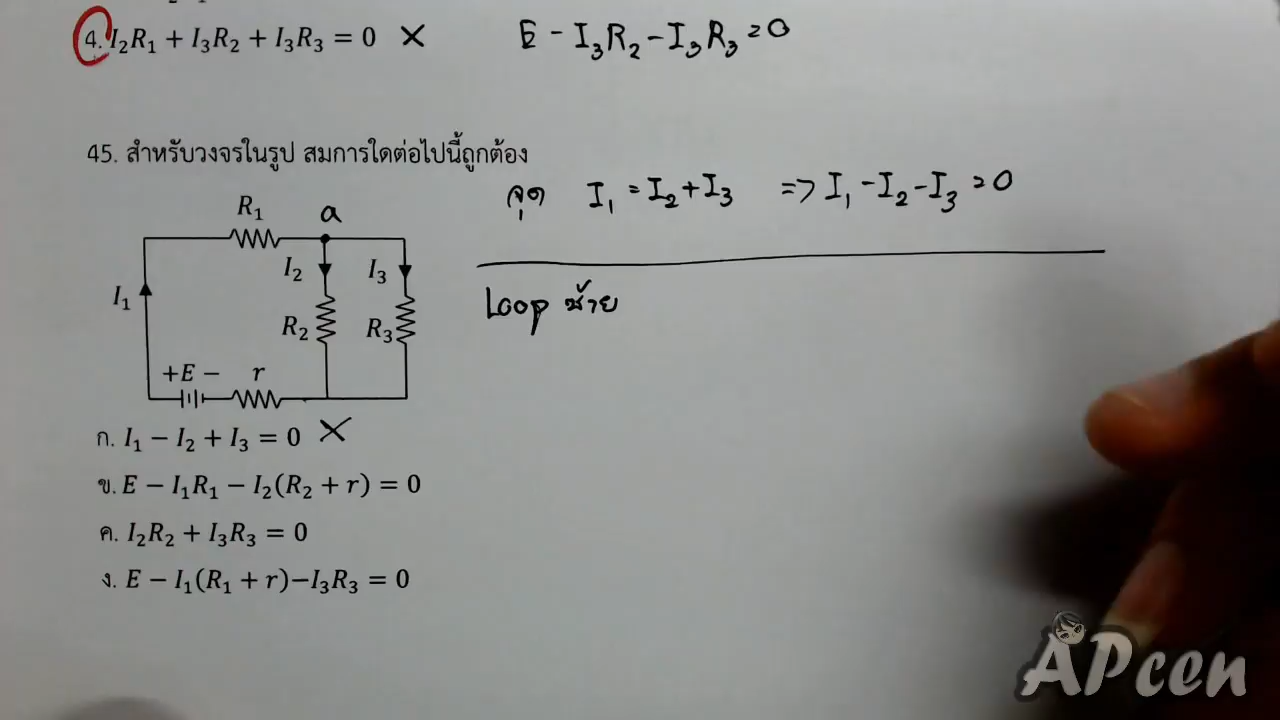 4. I₂R₁ + I₃R₂ + I₃R₃ = 0 ×
E - I₃R₂ - I₃R₃ = 0
45. สำหรับวงจรในรูป สมการใดต่อไปนี้ถูกต้อง
จุด I₁ = I₂ + I₃ => I₁ - I₂ - I₃ = 0
R₁ a
I₂ I₃
I₁
R₂ R₃
+E − r
Loop ซ้าย
ก. I₁ − I₂ + I₃ = 0 ×
ข. E − I₁R₁ − I₂(R₂ + r) = 0
ค. I₂R₂ + I₃R₃ = 0
ง. E − I₁(R₁ + r)−I₃R₃ = 0
APcen